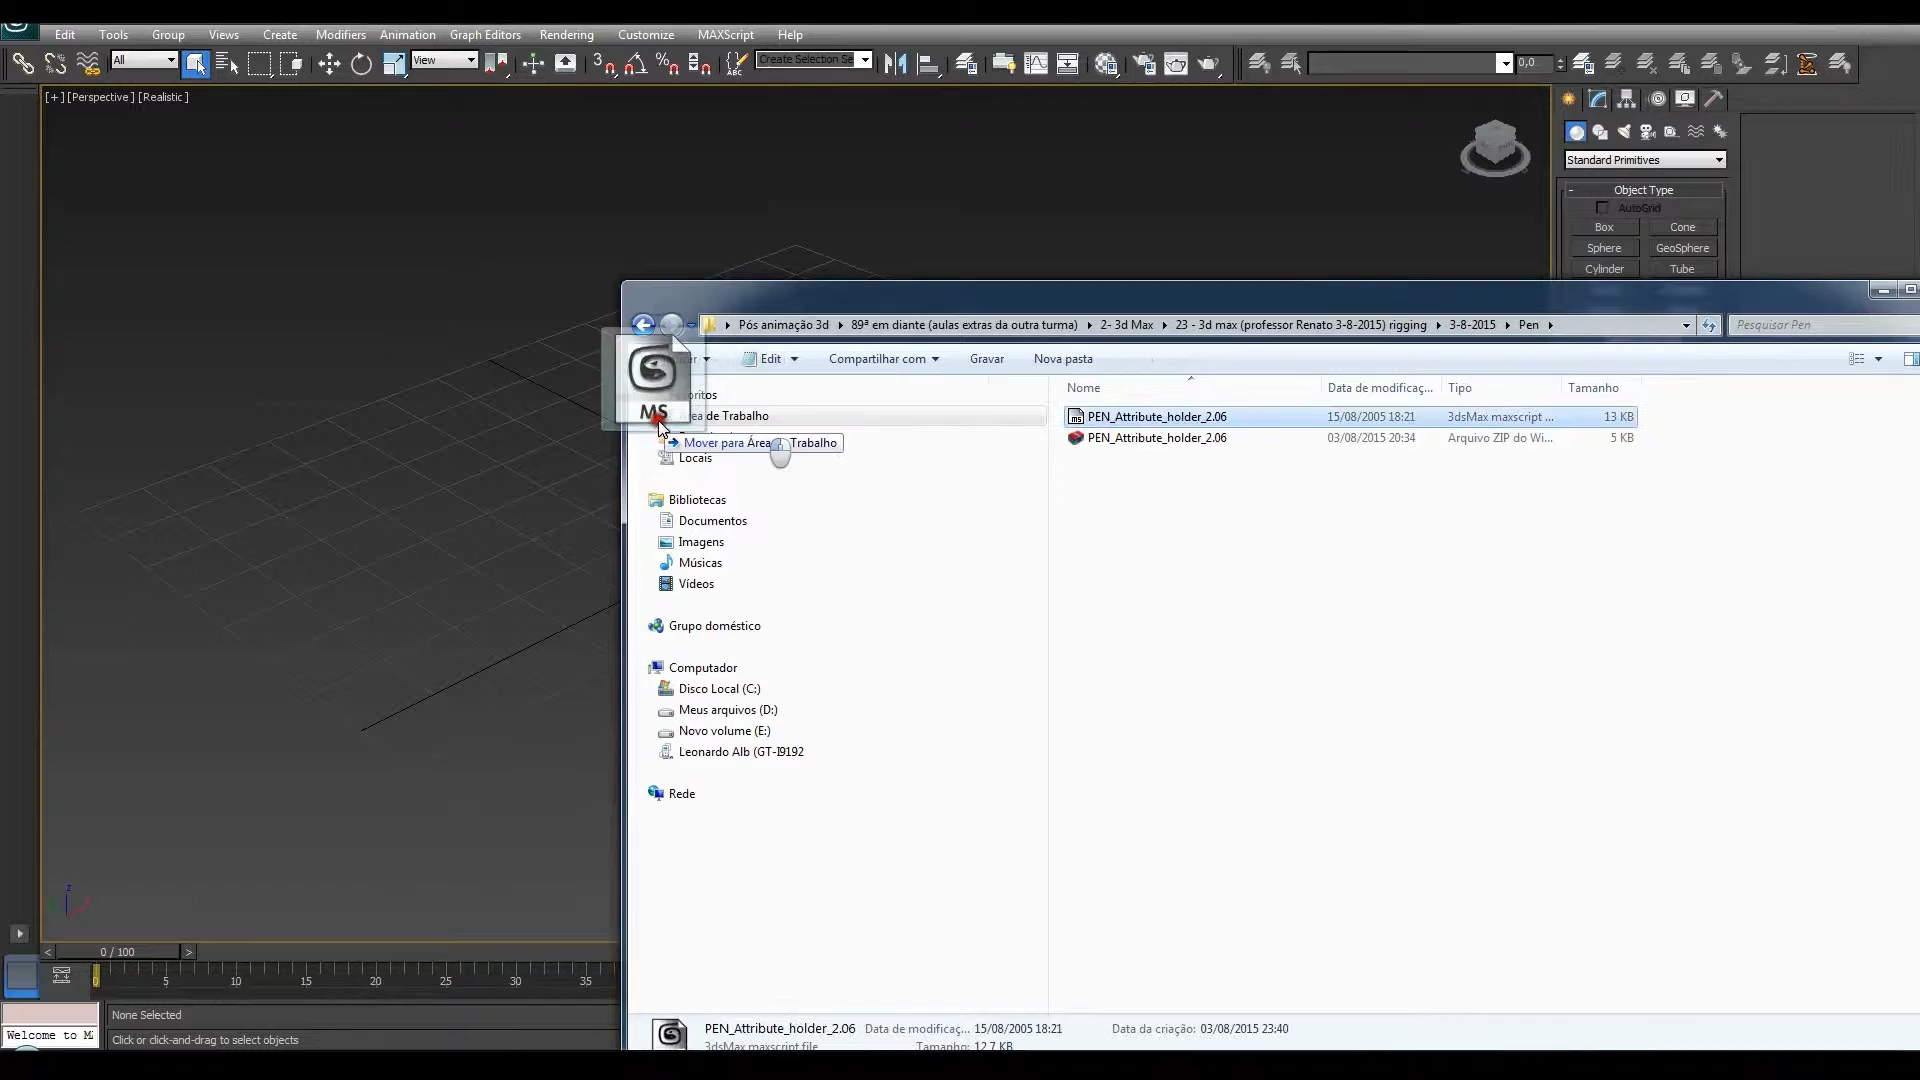 Edit Tools Group Views Create Modifiers Animation Graph Editors Rendering Customize MAXScript Help
All View Create Selection Se 0,0
[+] [Perspective] [Realistic]
Standard Primitives
- Object Type
AutoGrid
Box Cone
Sphere GeoSphere
Cylinder Tube
Pós animação 3d 89ª em diante (aulas extras da outra turma) 2- 3d Max 23 - 3d max (professor Renato 3-8-2015) rigging 3-8-2015 Pen Pesquisar Pen
Edit Compartilhar com Gravar Nova pasta
Nome Data de modificaç... Tipo Tamanho
MS
PEN_Attribute_holder_2.06 15/08/2005 18:21 3dsMax maxscript ... 13 KB
PEN_Attribute_holder_2.06 03/08/2015 20:34 Arquivo ZIP do Wi... 5 KB
de Trabalho
Mover para Área Trabalho
Locais
Bibliotecas
Documentos
Imagens
Músicas
Vídeos
Grupo doméstico
Computador
Disco Local (C:)
Meus arquivos (D:)
Novo volume (E:)
Leonardo Alb (GT-I9192
Rede
z
< 0 / 100 >
0 5 10 15 20 25 30 35
None Selected
Welcome to M
Click or click-and-drag to select objects
PEN_Attribute_holder_2.06 Data de modificaç... 15/08/2005 18:21 Data da criação: 03/08/2015 23:40
3dsMax maxscript file Tamanho: 12,7 KB